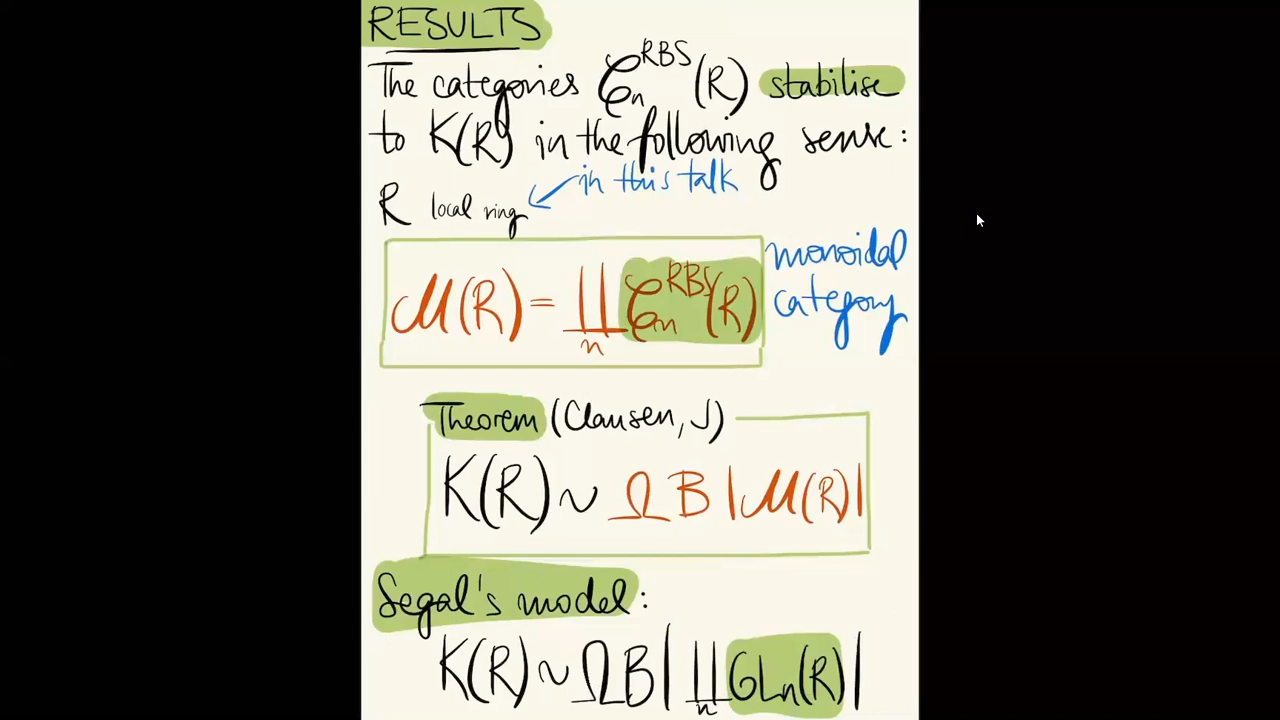 RESULTS
The categories 𝒞ₙ^RBS (R) stabilise
to K(R) in the following sense:
in this talk
R local ring
monoidal
ℳ(R) = ∐ₙ 𝒞ₙ^RBS(R)
category
Theorem (Clausen, J)
K(R) ~ Ω B |ℳ(R)|
Segal's model:
K(R) ~ ΩB | ∐ₙ GLₙ(R) |